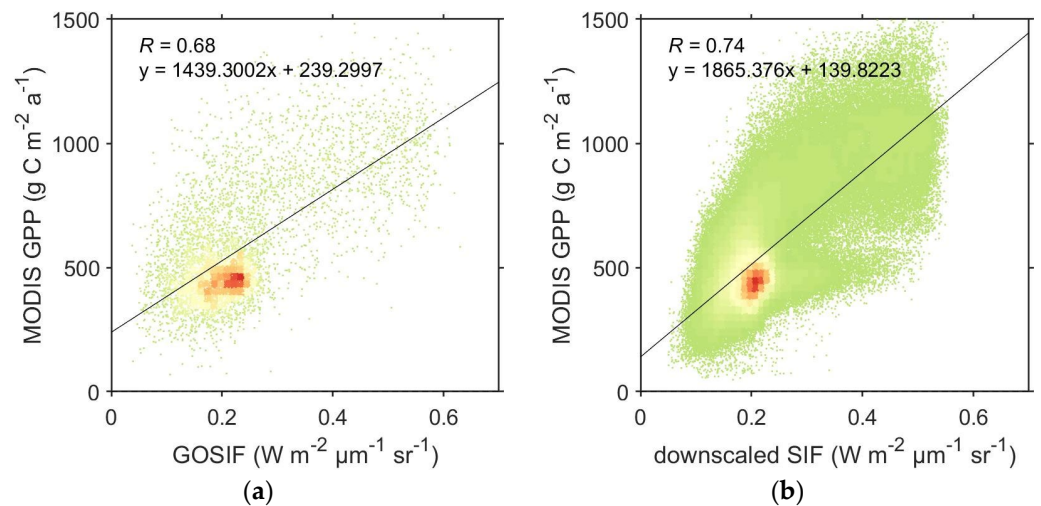 R = 0.68
y = 1439.3002x + 239.2997
1500
1000
500
0
MODIS GPP (g C m-2 a-1)
0 0.2 0.4 0.6
GOSIF (W m-2 µm-1 sr-1)
(a)
R = 0.74
y = 1865.376x + 139.8223
1500
1000
500
0
MODIS GPP (g C m-2 a-1)
0 0.2 0.4 0.6
downscaled SIF (W m-2 µm-1 sr-1)
(b)